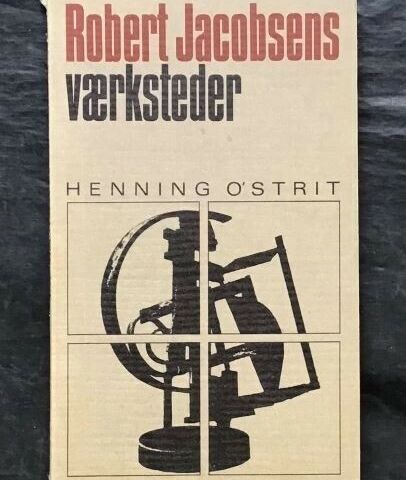 Robert Jacobsens
værksteder
HENNING O'STRIT